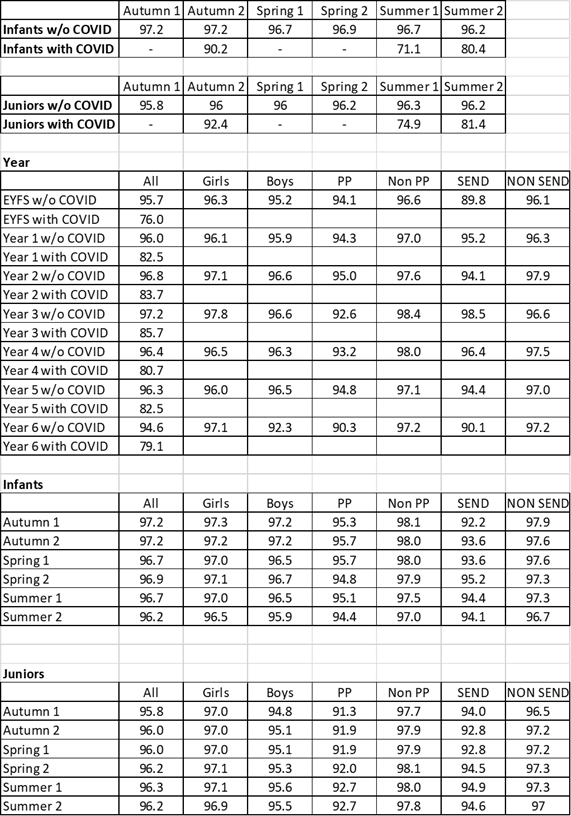 Autumn 1 Autumn 2 Spring 1 Spring 2 Summer 1 Summer 2
Infants w/o COVID 97.2 97.2 96.7 96.9 96.7 96.2
Infants with COVID - 90.2 - - 71.1 80.4
Autumn 1 Autumn 2 Spring 1 Spring 2 Summer 1 Summer 2
Juniors w/o COVID 95.8 96 96 96.2 96.3 96.2
Juniors with COVID - 92.4 - - 74.9 81.4
Year
All Girls Boys PP Non PP SEND NON SEND
EYFS w/o COVID 95.7 96.3 95.2 94.1 96.6 89.8 96.1
EYFS with COVID 76.0
Year 1 w/o COVID 96.0 96.1 95.9 94.3 97.0 95.2 96.3
Year 1 with COVID 82.5
Year 2 w/o COVID 96.8 97.1 96.6 95.0 97.6 94.1 97.9
Year 2 with COVID 83.7
Year 3 w/o COVID 97.2 97.8 96.6 92.6 98.4 98.5 96.6
Year 3 with COVID 85.7
Year 4 w/o COVID 96.4 96.5 96.3 93.2 98.0 96.4 97.5
Year 4 with COVID 80.7
Year 5 w/o COVID 96.3 96.0 96.5 94.8 97.1 94.4 97.0
Year 5 with COVID 82.5
Year 6 w/o COVID 94.6 97.1 92.3 90.3 97.2 90.1 97.2
Year 6 with COVID 79.1
Infants
All Girls Boys PP Non PP SEND NON SEND
Autumn 1 97.2 97.3 97.2 95.3 98.1 92.2 97.9
Autumn 2 97.2 97.2 97.2 95.7 98.0 93.6 97.6
Spring 1 96.7 97.0 96.5 95.7 98.0 93.6 97.6
Spring 2 96.9 97.1 96.7 94.8 97.9 95.2 97.3
Summer 1 96.7 97.0 96.5 95.1 97.5 94.4 97.3
Summer 2 96.2 96.5 95.9 94.4 97.0 94.1 96.7
Juniors
All Girls Boys PP Non PP SEND NON SEND
Autumn 1 95.8 97.0 94.8 91.3 97.7 94.0 96.5
Autumn 2 96.0 97.0 95.1 91.9 97.9 92.8 97.2
Spring 1 96.0 97.0 95.1 91.9 97.9 92.8 97.2
Spring 2 96.2 97.1 95.3 92.0 98.1 94.5 97.3
Summer 1 96.3 97.1 95.6 92.7 98.0 94.9 97.3
Summer 2 96.2 96.9 95.5 92.7 97.8 94.6 97